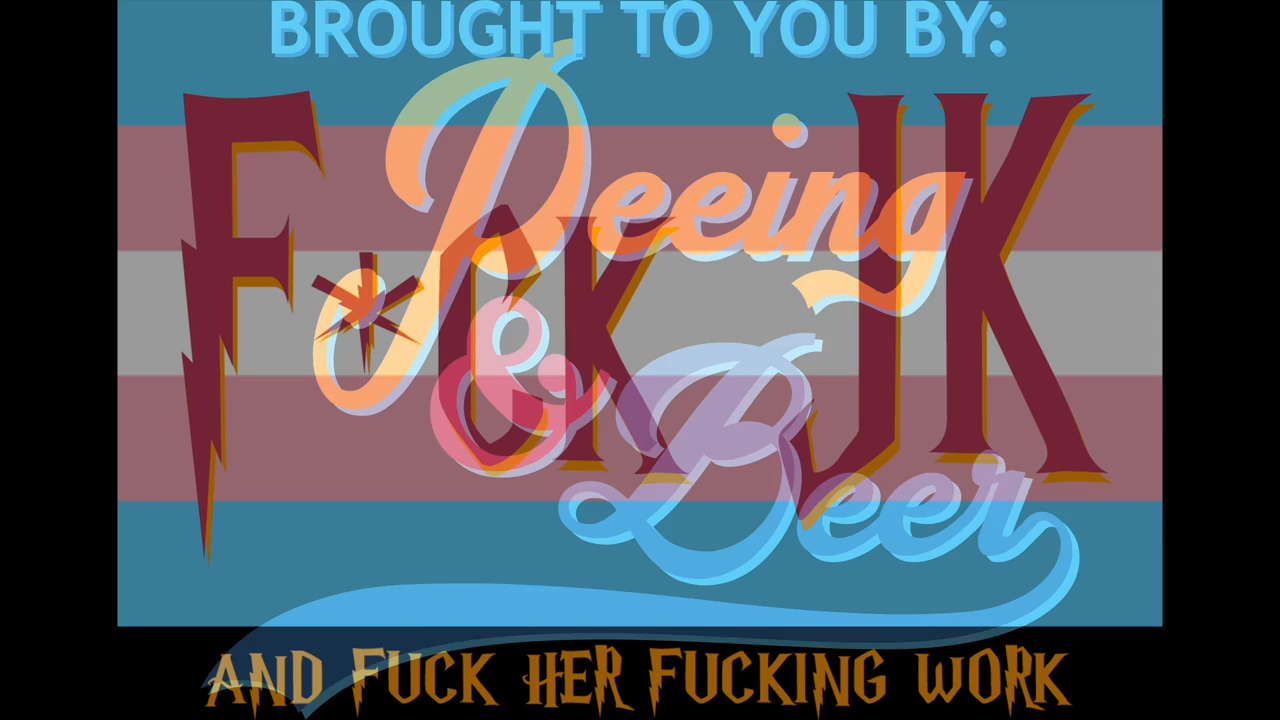 BROUGHT TO YOU BY:
F*CK JK
Peeing
&
Beer
AND FUCK HER FUCKING WORK